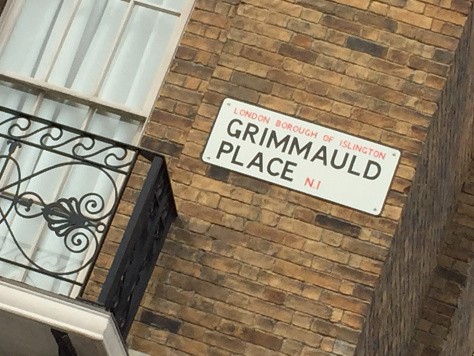 LONDON BOROUGH OF ISLINGTON
GRIMMAULD
PLACE N.1